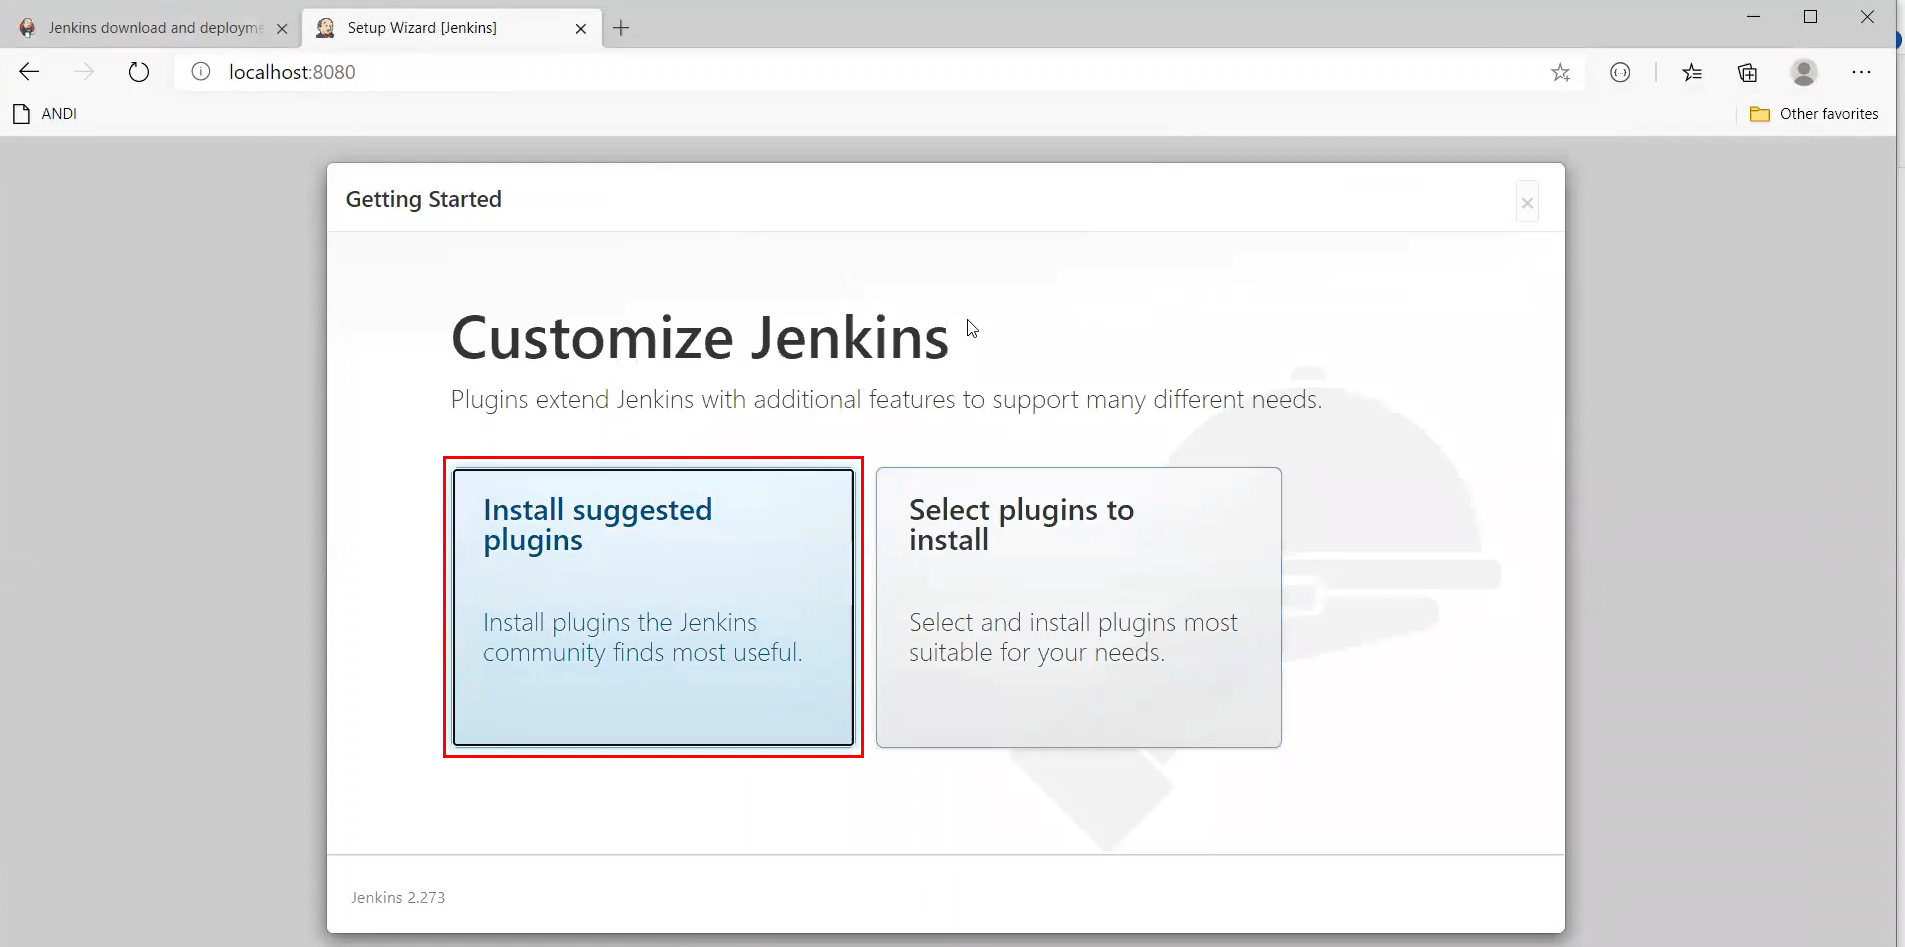 Jenkins download and deployme
Setup Wizard [Jenkins]
localhost:8080
ANDI
Other favorites
Getting Started
Customize Jenkins
Plugins extend Jenkins with additional features to support many different needs.
Install suggested
plugins
Install plugins the Jenkins
community finds most useful.
Select plugins to
install
Select and install plugins most
suitable for your needs.
Jenkins 2.273